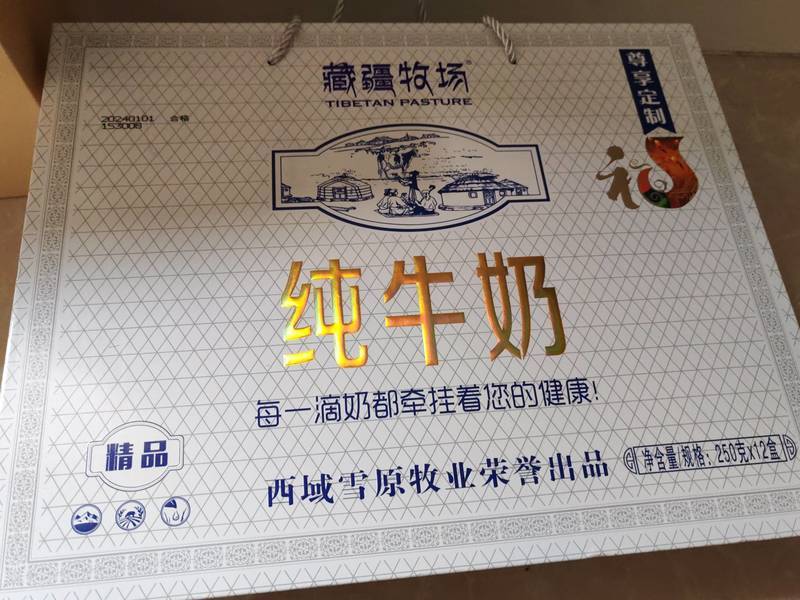 藏疆牧场®
TIBETAN PASTURE
尊享定制
福
20240101 合格
153008
纯牛奶
每一滴奶都牵挂着您的健康!
精品
西域雪原牧业荣誉出品
净含量/规格：250克x12盒